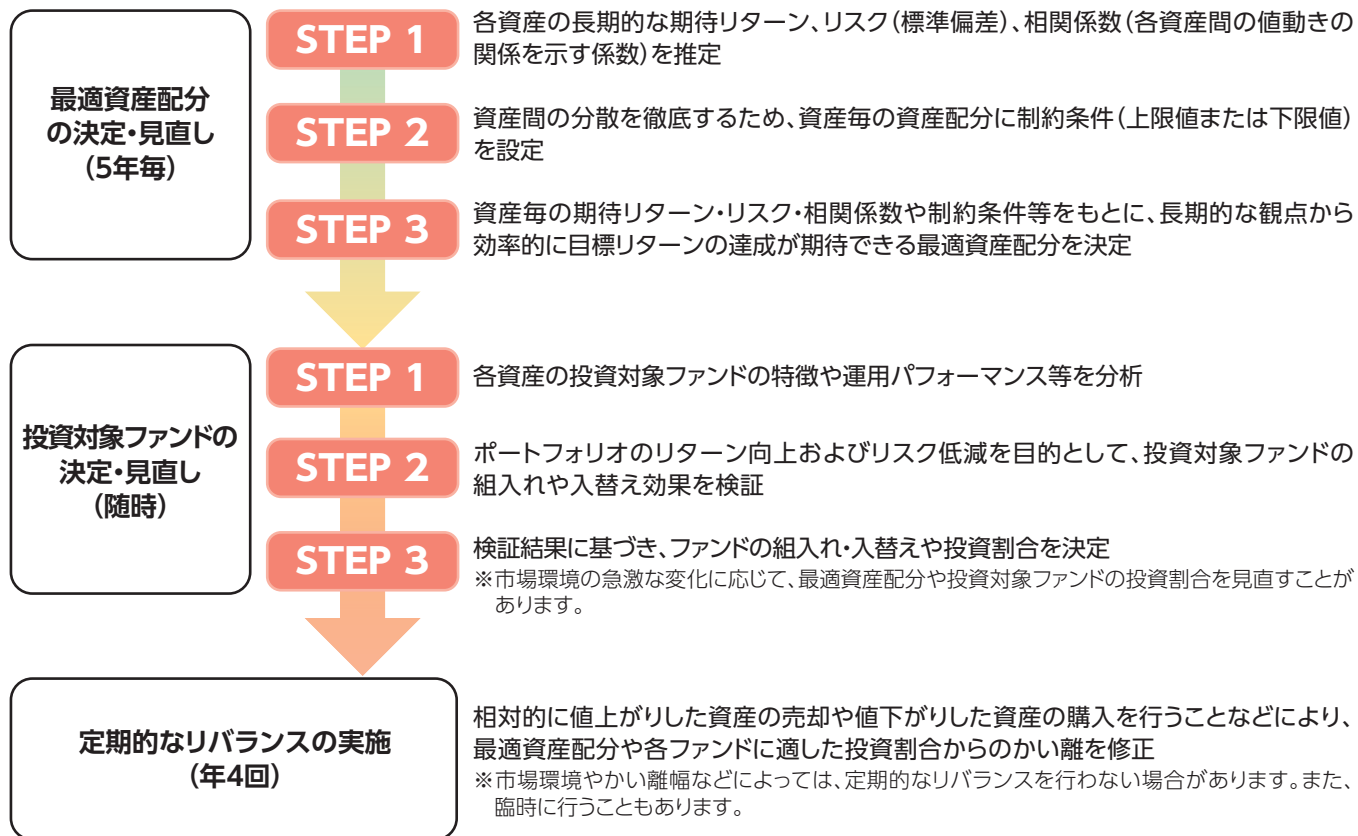 最適資産配分
の決定・見直し
(5年毎)
STEP 1
各資産の長期的な期待リターン、リスク(標準偏差)、相関係数(各資産間の値動きの
関係を示す係数)を推定
STEP 2
資産間の分散を徹底するため、資産毎の資産配分に制約条件(上限値または下限値)
を設定
STEP 3
資産毎の期待リターン・リスク・相関係数や制約条件等をもとに、長期的な観点から
効率的に目標リターンの達成が期待できる最適資産配分を決定
投資対象ファンドの
決定・見直し
(随時)
STEP 1
各資産の投資対象ファンドの特徴や運用パフォーマンス等を分析
STEP 2
ポートフォリオのリターン向上およびリスク低減を目的として、投資対象ファンドの
組入れや入替え効果を検証
STEP 3
検証結果に基づき、ファンドの組入れ・入替えや投資割合を決定
※市場環境の急激な変化に応じて、最適資産配分や投資対象ファンドの投資割合を見直すことが
あります。
定期的なリバランスの実施
(年4回)
相対的に値上がりした資産の売却や値下がりした資産の購入を行うことなどにより、
最適資産配分や各ファンドに適した投資割合からのかい離を修正
※市場環境やかい離幅などによっては、定期的なリバランスを行わない場合があります。また、
臨時に行うこともあります。